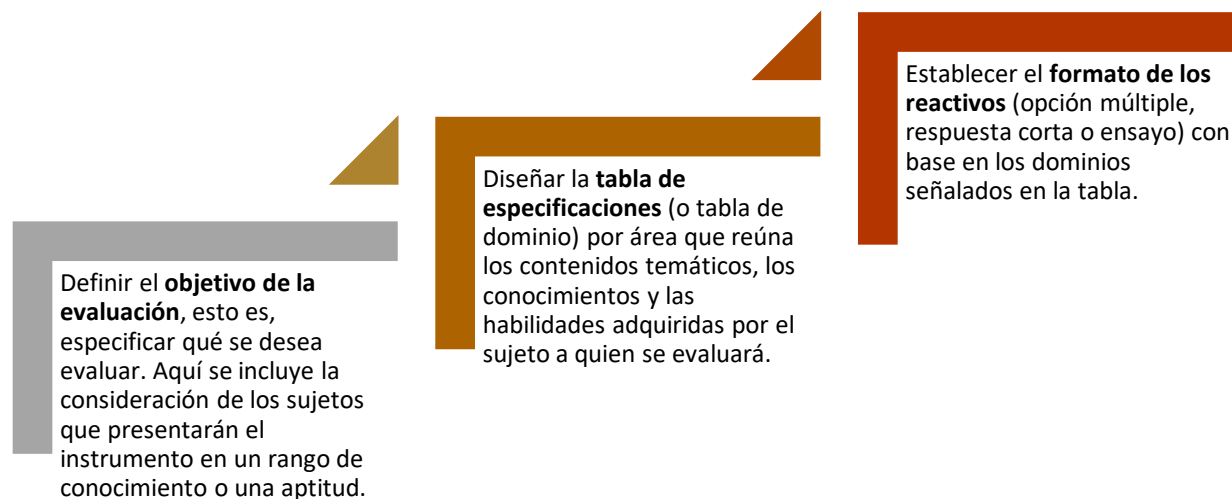 Definir el objetivo de la
evaluación, esto es,
especificar qué se desea
evaluar. Aquí se incluye la
consideración de los sujetos
que presentarán el
instrumento en un rango de
conocimiento o una aptitud.
Diseñar la tabla de
especificaciones (o tabla de
dominio) por área que reúna
los contenidos temáticos, los
conocimientos y las
habilidades adquiridas por el
sujeto a quien se evaluará.
Establecer el formato de los
reactivos (opción múltiple,
respuesta corta o ensayo) con
base en los dominios
señalados en la tabla.